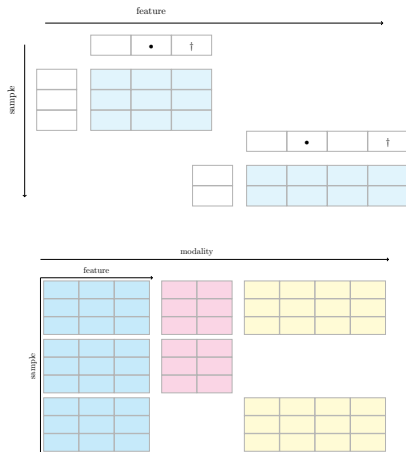 feature
• †
sample
• †
modality
feature
sample